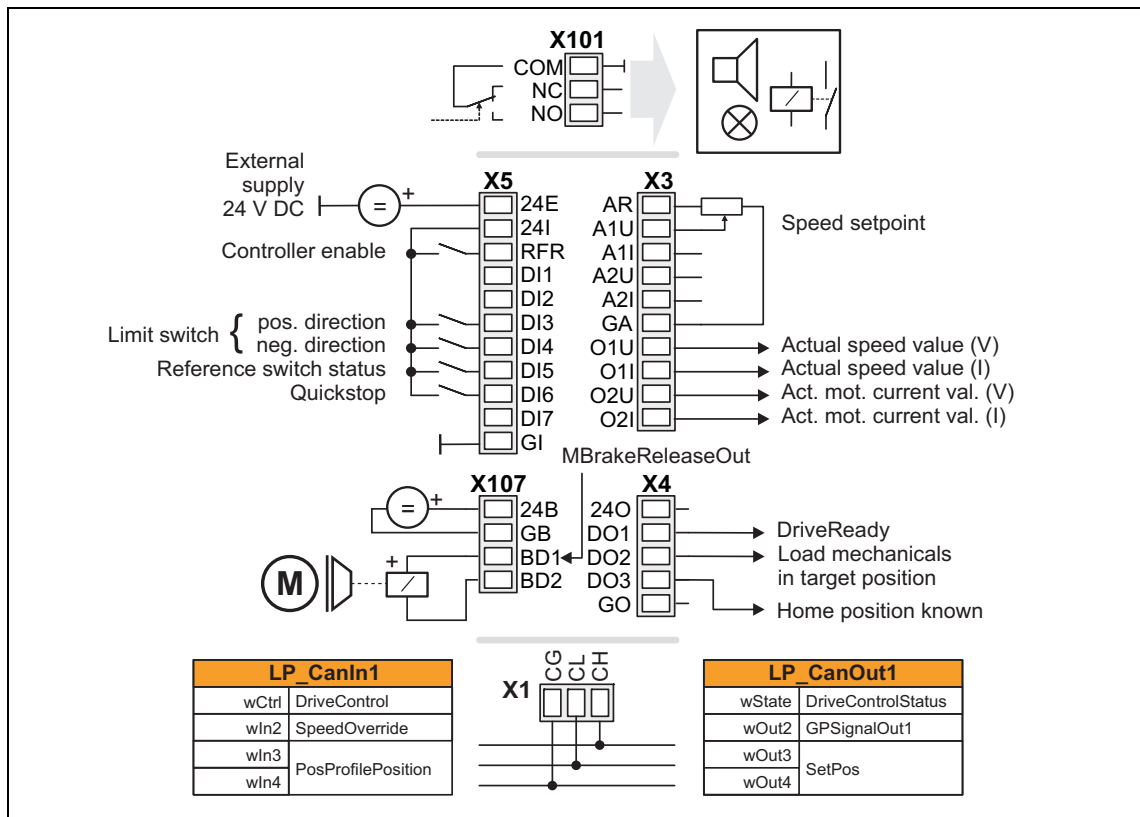 X101
COM
NC
NO
External
supply
24 V DC
=
+
X5
24E
24I
RFR
DI1
DI2
DI3
DI4
DI5
DI6
DI7
GI
Controller enable
Limit switch {
pos. direction
neg. direction
Reference switch status
Quickstop
X3
AR
A1U
A1I
A2U
A2I
GA
O1U
O1I
O2U
O2I
Speed setpoint
Actual speed value (V)
Actual speed value (I)
Act. mot. current val. (V)
Act. mot. current val. (I)
MBrakeReleaseOut
X107
=
+
24B
GB
BD1
BD2
M
+
X4
24O
DO1
DO2
DO3
GO
DriveReady
Load mechanicals
in target position
Home position known
LP_CanIn1
wCtrl DriveControl
wIn2 SpeedOverride
wIn3
PosProfilePosition
wIn4
X1
CG
CL
CH
LP_CanOut1
wState DriveControlStatus
wOut2 GPSignalOut1
wOut3
SetPos
wOut4